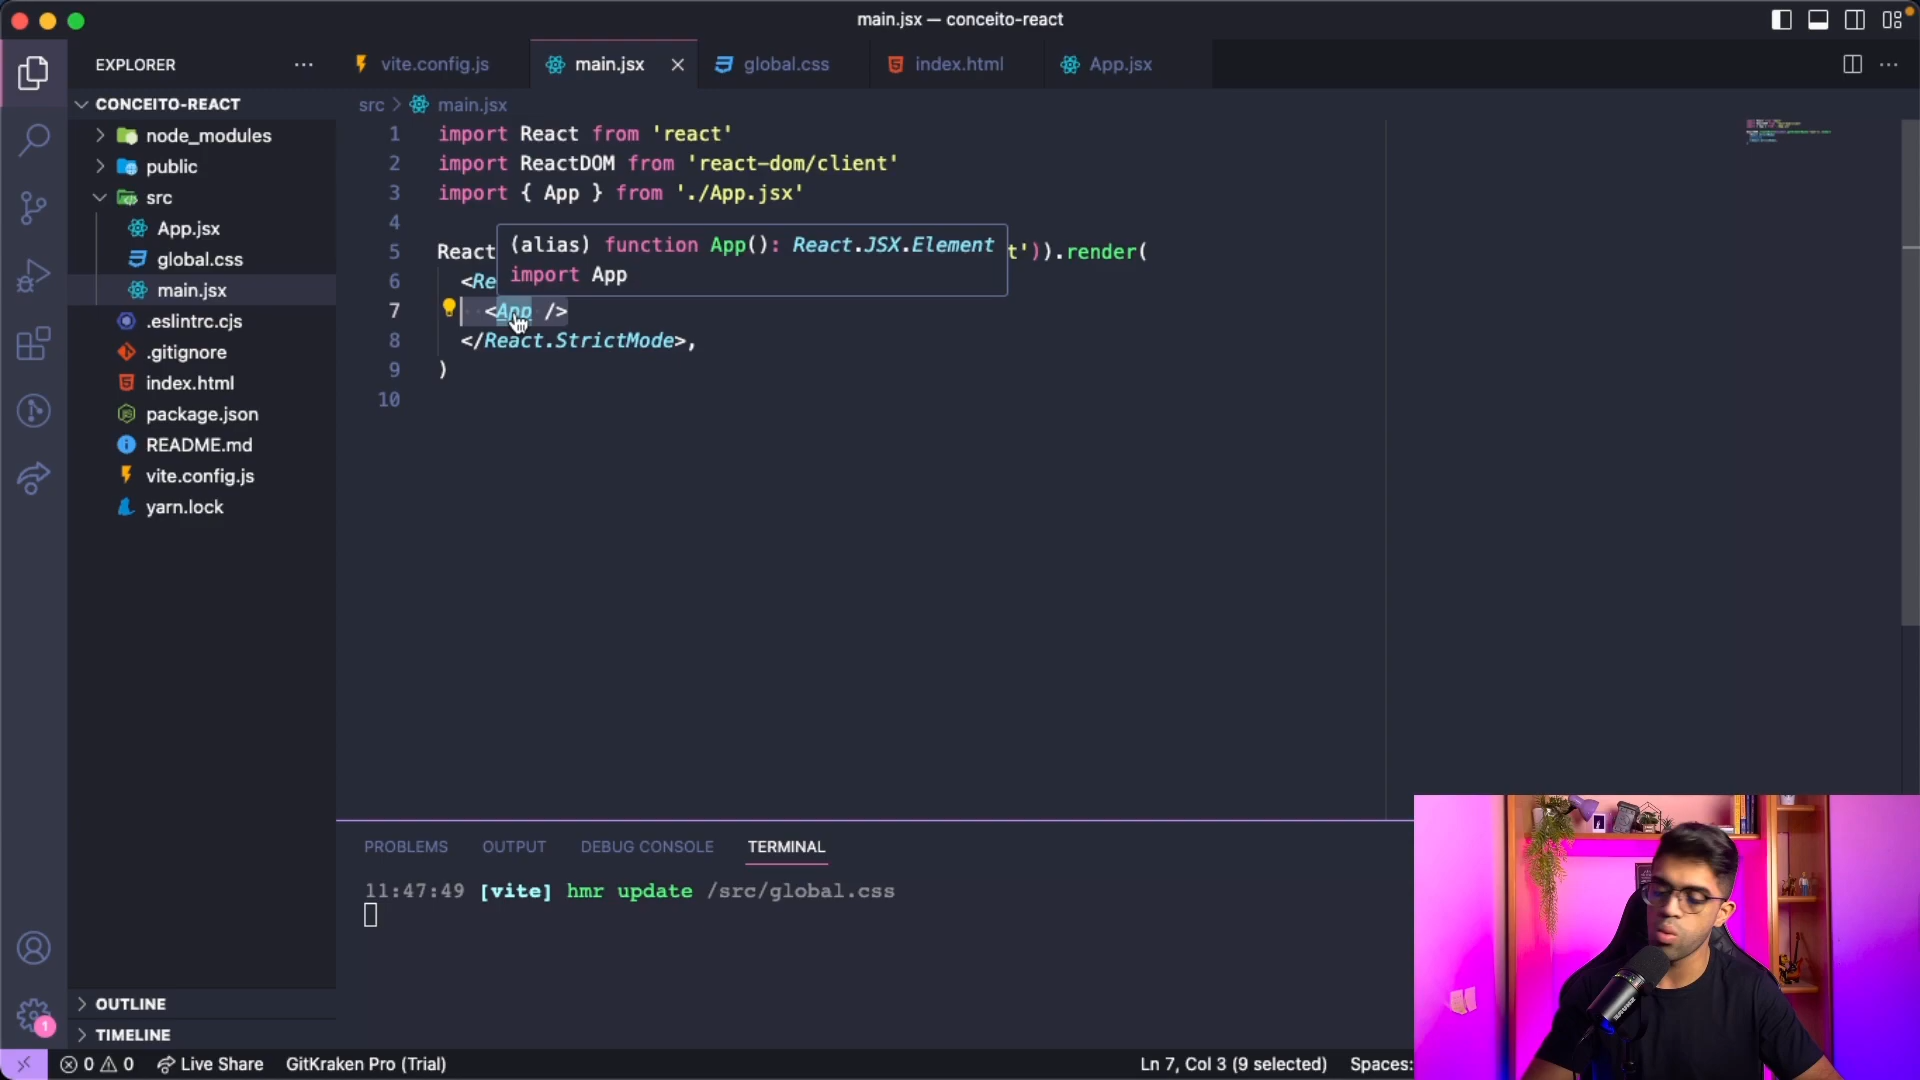 main.jsx — conceito-react
EXPLORER
vite.config.js
main.jsx
global.css
index.html
App.jsx
CONCEITO-REACT
node_modules
public
src
App.jsx
global.css
main.jsx
.eslintrc.cjs
.gitignore
index.html
package.json
README.md
vite.config.js
yarn.lock
src > main.jsx
1 import React from 'react'
2 import ReactDOM from 'react-dom/client'
3 import { App } from './App.jsx'
4
(alias) function App(): React.JSX.Element
import App
5 React t')).render(
6 <Re
7 <App />
8 </React.StrictMode>,
9 )
10
PROBLEMS OUTPUT DEBUG CONSOLE TERMINAL
11:47:49 [vite] hmr update /src/global.css
OUTLINE
TIMELINE
1
0 0 Live Share GitKraken Pro (Trial) Ln 7, Col 3 (9 selected) Spaces: